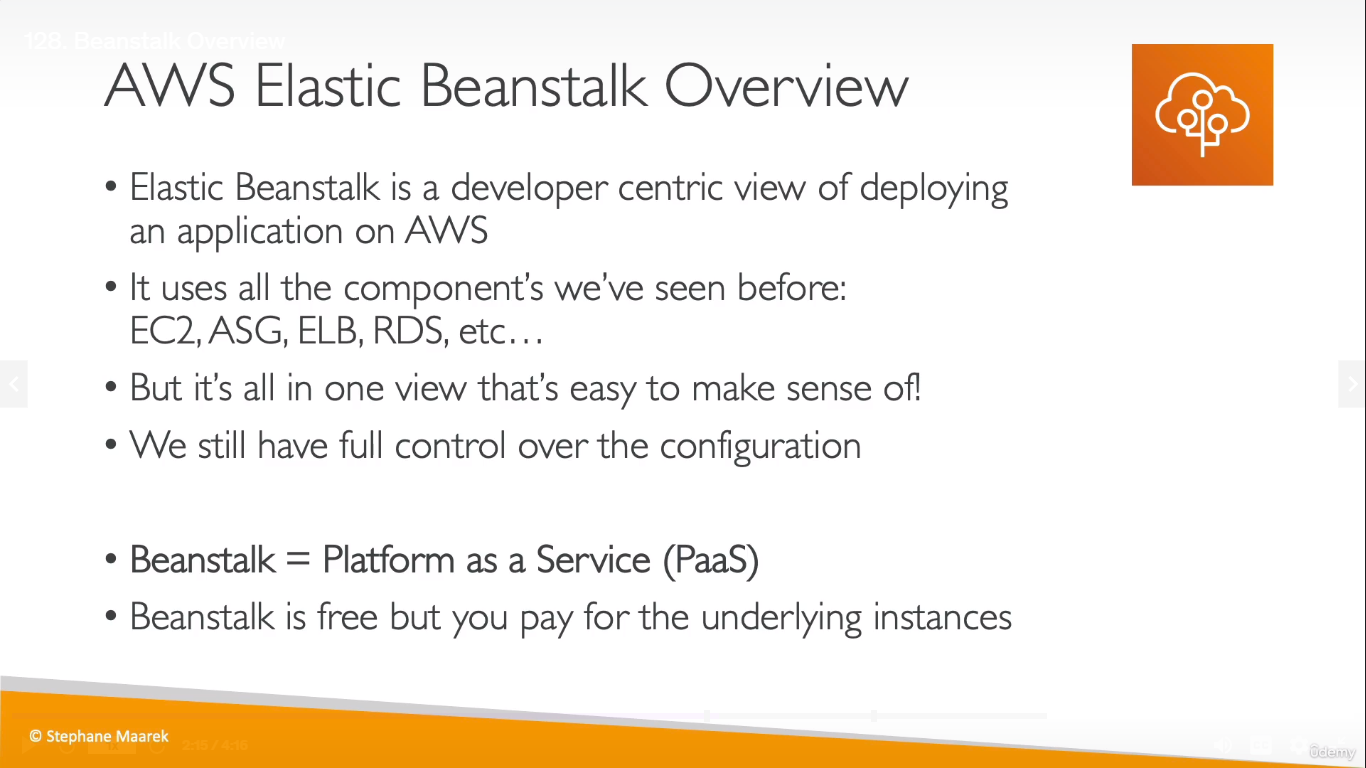 128. Beanstalk Overview
AWS Elastic Beanstalk Overview
• Elastic Beanstalk is a developer centric view of deploying
an application on AWS
• It uses all the component’s we’ve seen before:
EC2, ASG, ELB, RDS, etc…
• But it’s all in one view that’s easy to make sense of!
• We still have full control over the configuration
• Beanstalk = Platform as a Service (PaaS)
• Beanstalk is free but you pay for the underlying instances
© Stephane Maarek
2:15 / 4:15
ûdemy